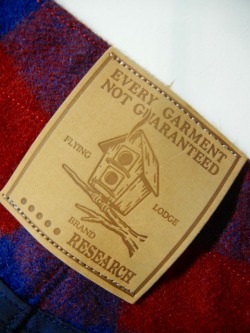 EVERY GARMENT
NOT GUARANTEED
FLYING
LODGE
BRAND
RESEARCH